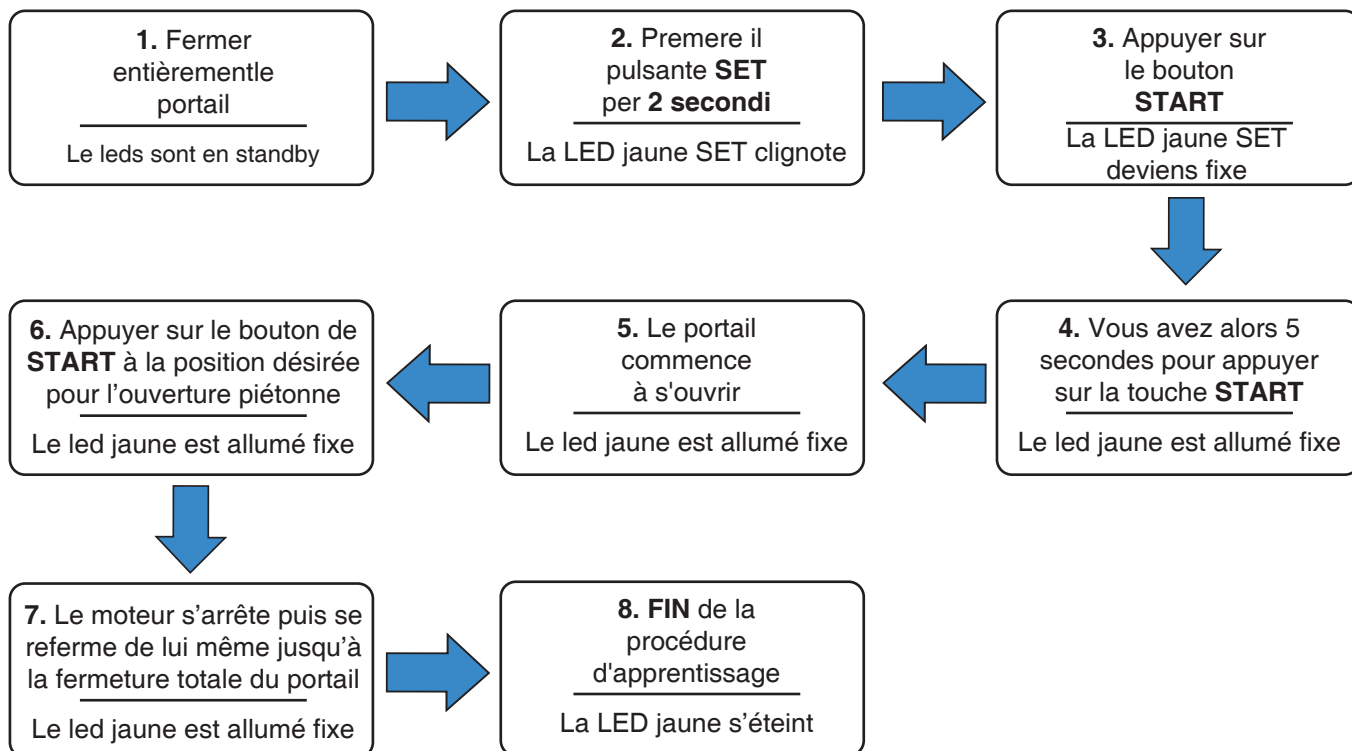 1. Fermer
entièrementle
portail
Le leds sont en standby
2. Premere il
pulsante SET
per 2 secondi
La LED jaune SET clignote
3. Appuyer sur
le bouton
START
La LED jaune SET
deviens fixe
4. Vous avez alors 5
secondes pour appuyer
sur la touche START
Le led jaune est allumé fixe
5. Le portail
commence
à s'ouvrir
Le led jaune est allumé fixe
6. Appuyer sur le bouton de
START à la position désirée
pour l’ouverture piétonne
Le led jaune est allumé fixe
7. Le moteur s’arrête puis se
referme de lui même jusqu’à
la fermeture totale du portail
Le led jaune est allumé fixe
8. FIN de la
procédure
d'apprentissage
La LED jaune s’éteint